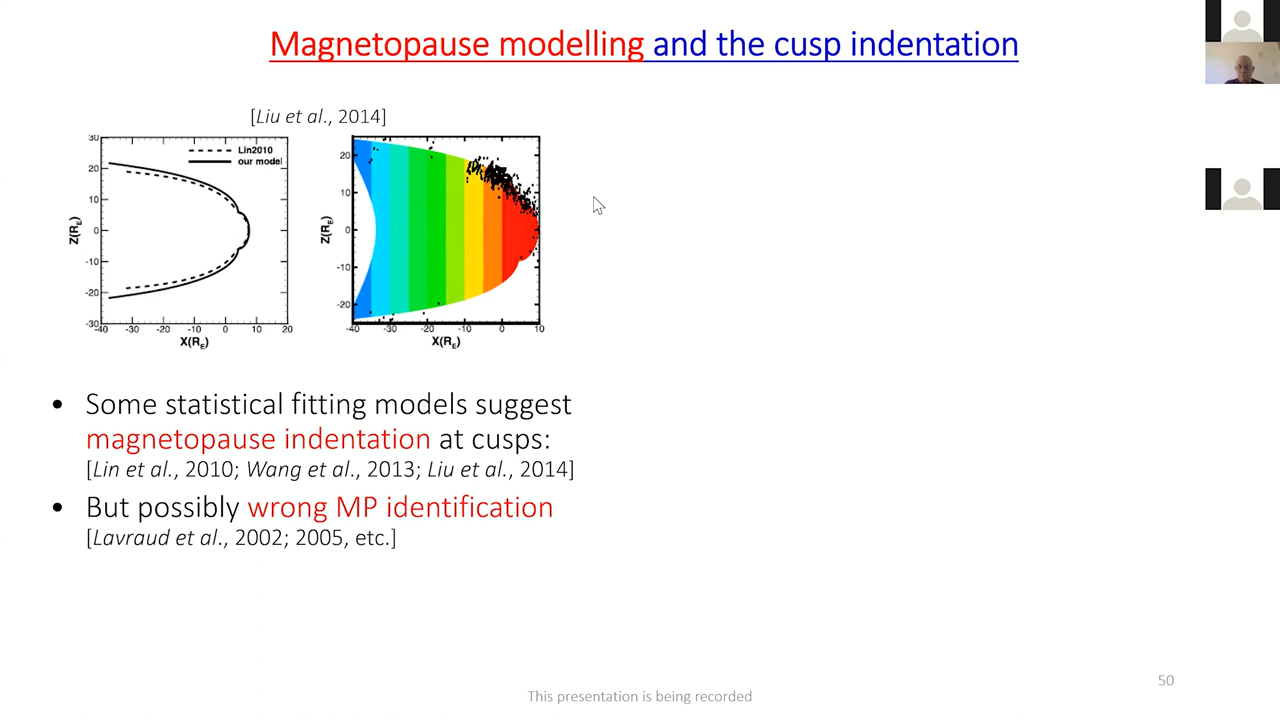 Magnetopause modelling and the cusp indentation
[Liu et al., 2014]
30
20
10
0
-10
-20
-30
Z(RE)
-40 -30 -20 -10 0 10 20
X(RE)
Lin2010
our model
20
10
0
-10
-20
Z(RE)
-40 -30 -20 -10 0 10
X(RE)
• Some statistical fitting models suggest
magnetopause indentation at cusps:
[Lin et al., 2010; Wang et al., 2013; Liu et al., 2014]
• But possibly wrong MP identification
[Lavraud et al., 2002; 2005, etc.]
50
This presentation is being recorded